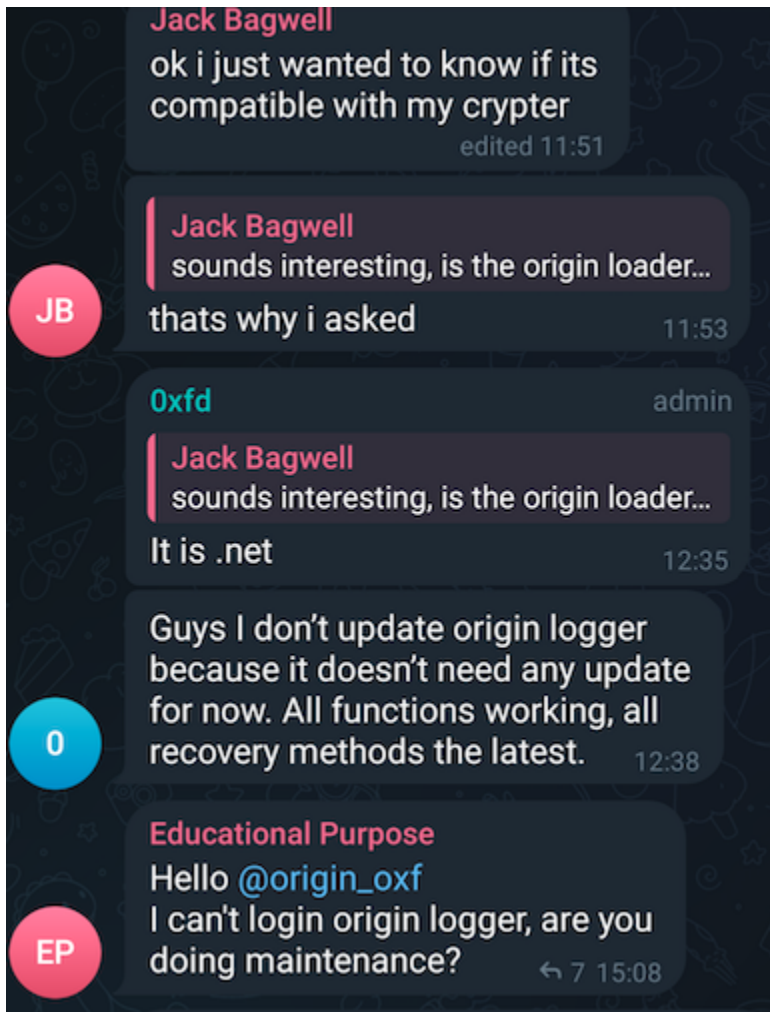 Jack Bagwell
ok i just wanted to know if its
compatible with my crypter
edited 11:51
Jack Bagwell
sounds interesting, is the origin loader...
JB
thats why i asked
11:53
0xfd
admin
Jack Bagwell
sounds interesting, is the origin loader...
It is .net
12:35
Guys I don’t update origin logger
because it doesn’t need any update
for now. All functions working, all
recovery methods the latest.
12:38
0
Educational Purpose
Hello @origin_oxf
I can't login origin logger, are you
doing maintenance?
7 15:08
EP